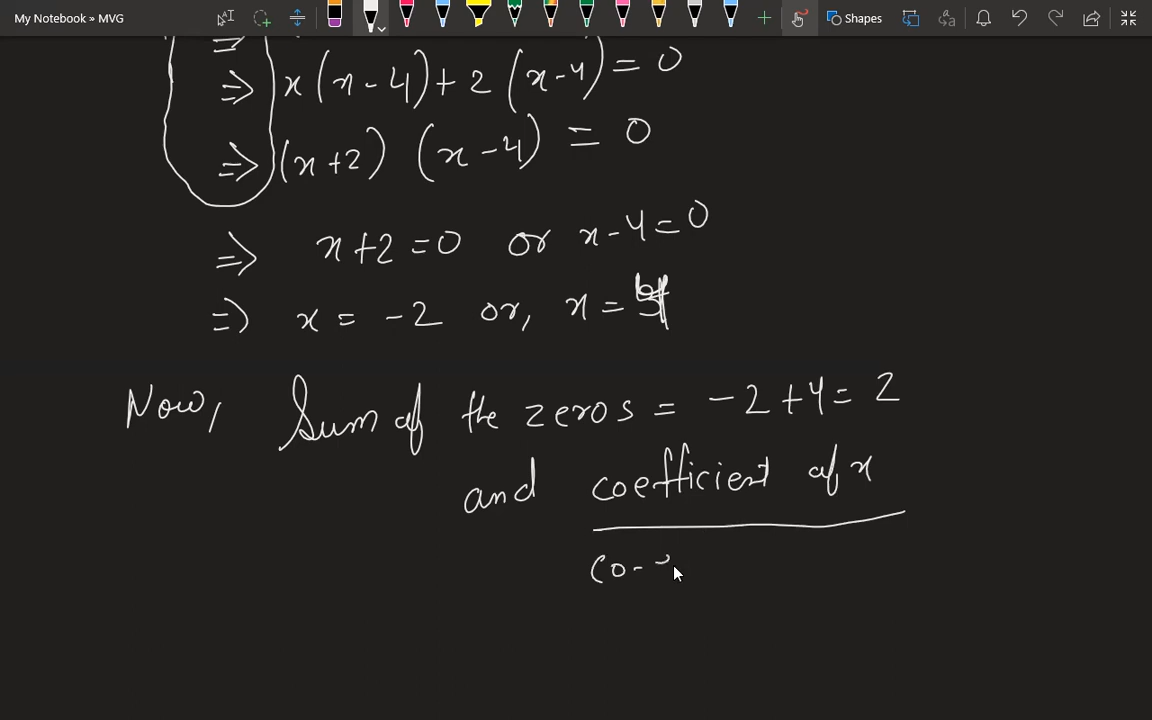 My Notebook » MVG
Shapes
⇒ x(x-4)+2(x-4)=0
⇒ (x+2) (x-4) = 0
⇒ x+2=0 or x-4=0
⇒ x = -2 or, x =
Now, Sum of the zeros = -2+4= 2
and coefficient of x
co-